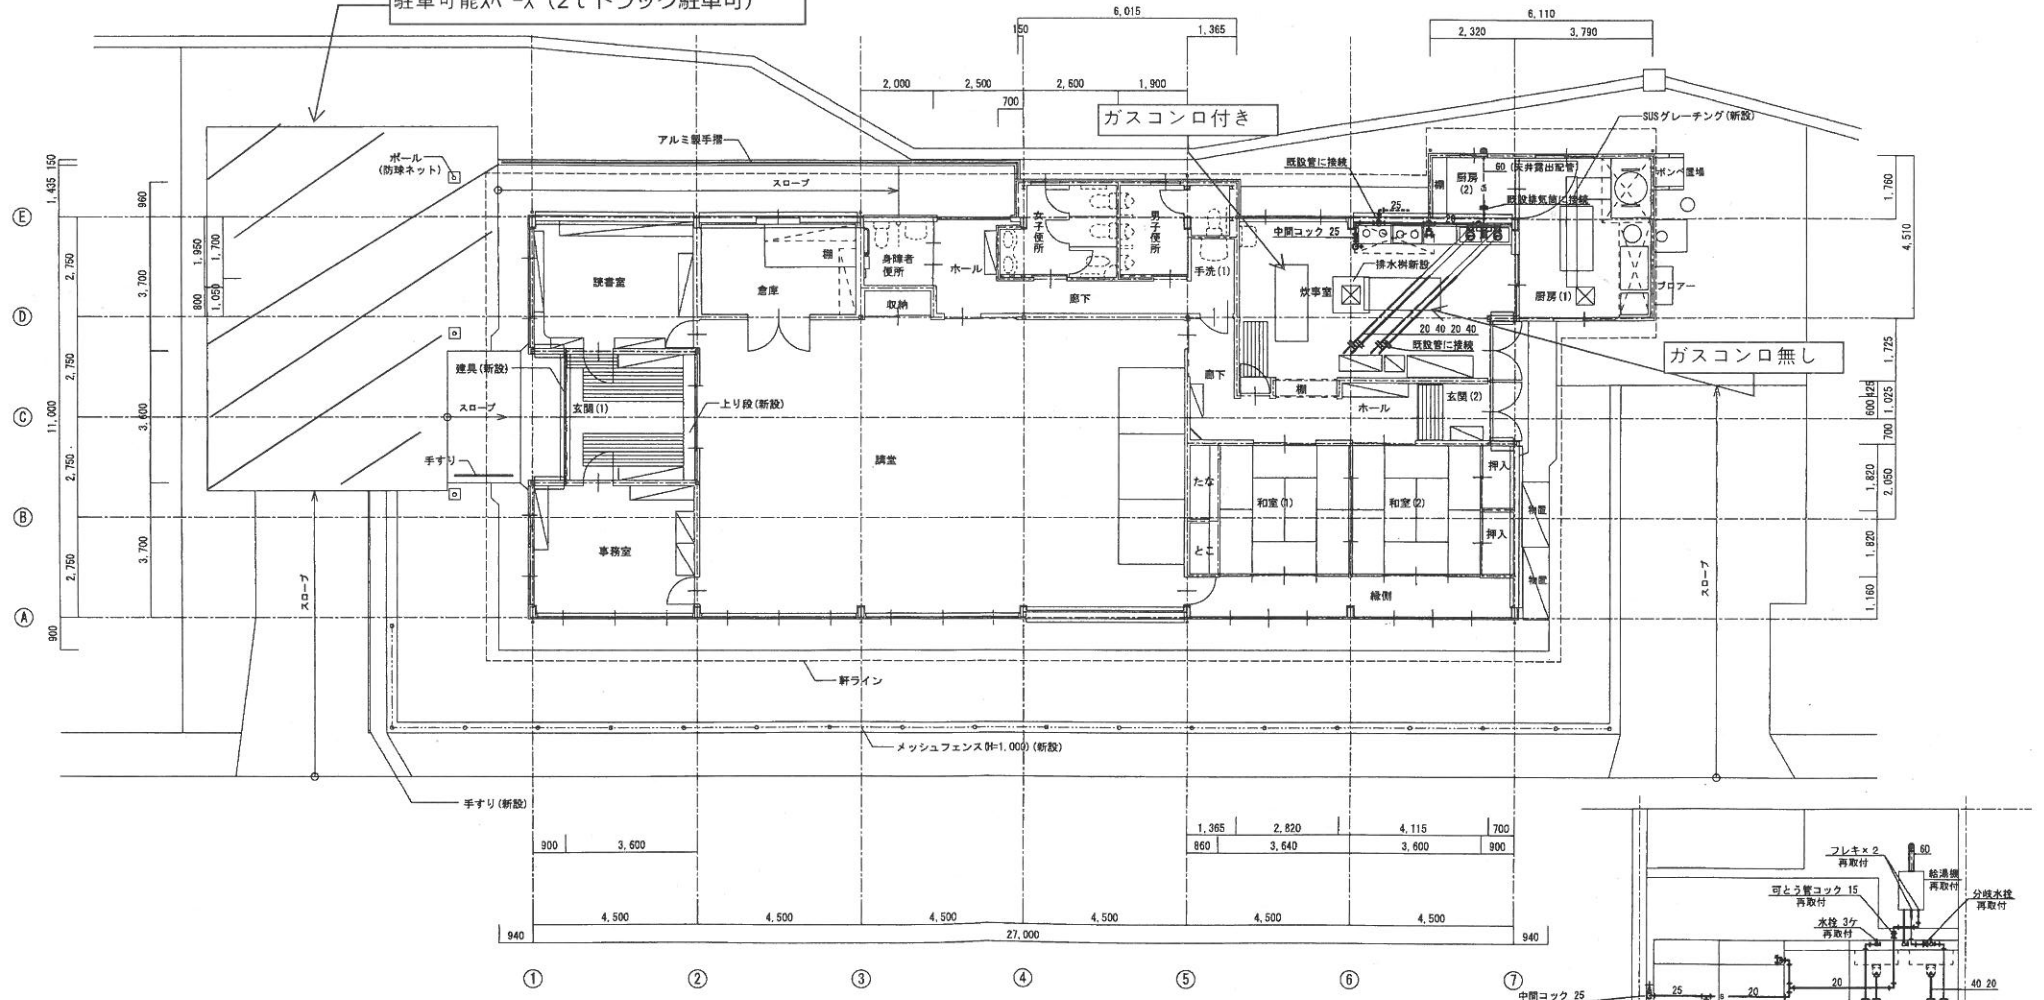 駐車可能ｽﾍﾟｰｽ（2ｔトラック駐車可）
6,015
150
1,365
6,110
2,320
3,790
2,000
2,500
2,600
1,900
700
ガスコンロ付き
SUSグレーチング(新設)
アルミ製手摺
ポール
(防球ネット)
スロープ
既設管に接続
60 (天井露出配管)
ボンベ置場
厨房
(2)
棚
既設排気筒に接続
25
20
中間コック 25
150
1,435
960
1,760
4,510
E
女子便所
男子便所
1,950
1,700
2,750
3,700
800
1,050
読書室
倉庫
棚
身障者
便所
ホール
収納
廊下
手洗(1)
炊事室
排水桝新設
厨房(1)
ブロアー
D
20 40 20 40
既設管に接続
ガスコンロ無し
建具(新設)
スロープ
玄関(1)
上り段(新設)
廊下
棚
ホール
玄関(2)
2,750
3,600
11,000
1,725
425
600
1,025
700
C
手すり
講堂
たな
和室(1)
和室(2)
押入
2,750
1,820
2,050
B
事務室
とこ
押入
物置
物置
2,750
3,700
1,820
1,160
スロープ
縁側
スロープ
A
900
軒ライン
メッシュフェンス(H=1,000)(新設)
手すり(新設)
1,365
2,820
4,115
700
900
3,600
860
3,640
3,600
900
4,500
4,500
4,500
4,500
4,500
4,500
940
27,000
940
1
2
3
4
5
6
7
フレキ×2
再取付
60
給湯機
再取付
可とう管コック 15
再取付
分岐水栓
再取付
水栓 3ケ
再取付
20
40 20
中間コック 25
25
20